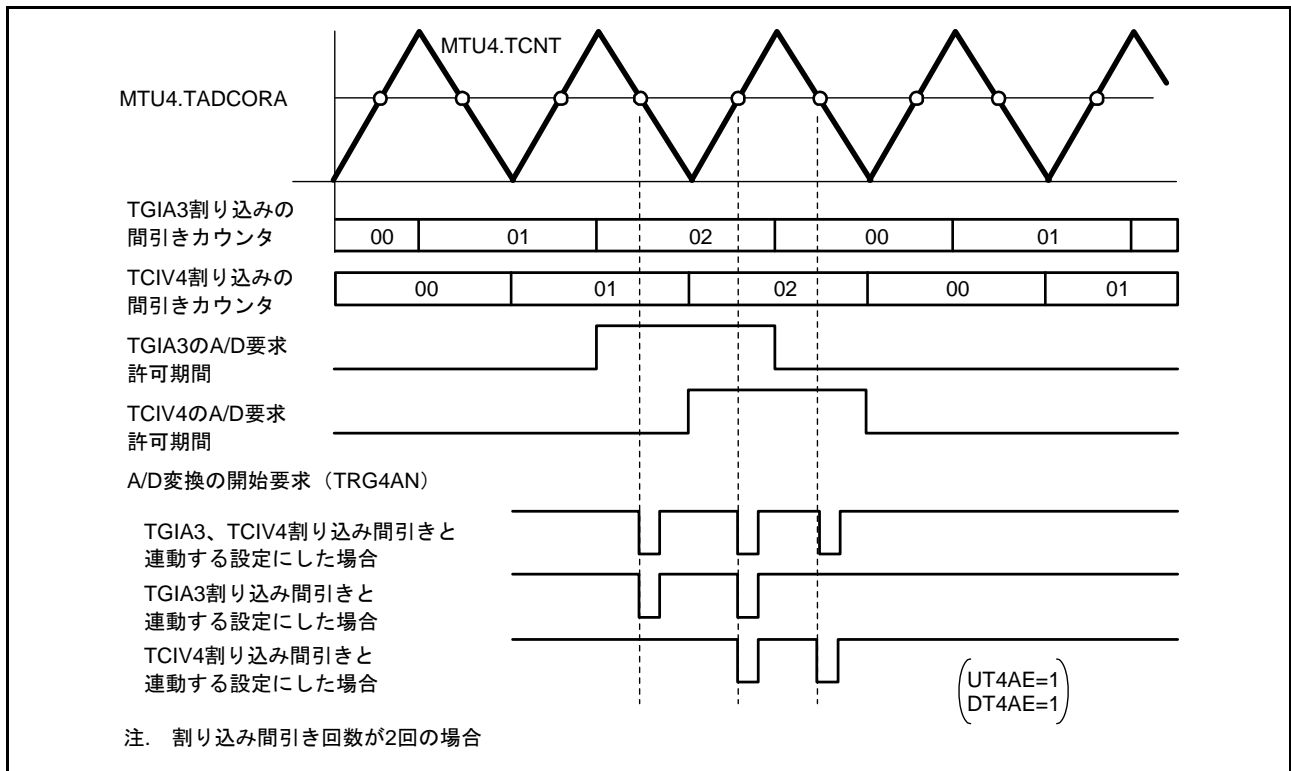 MTU4.TCNT
MTU4.TADCORA
TGIA3割り込みの
間引きカウンタ
00 01 02 00 01
TCIV4割り込みの
間引きカウンタ
00 01 02 00 01
TGIA3のA/D要求
許可期間
TCIV4のA/D要求
許可期間
A/D変換の開始要求（TRG4AN）
TGIA3、TCIV4割り込み間引きと
連動する設定にした場合
TGIA3割り込み間引きと
連動する設定にした場合
TCIV4割り込み間引きと
連動する設定にした場合
UT4AE=1
DT4AE=1
注. 割り込み間引き回数が2回の場合